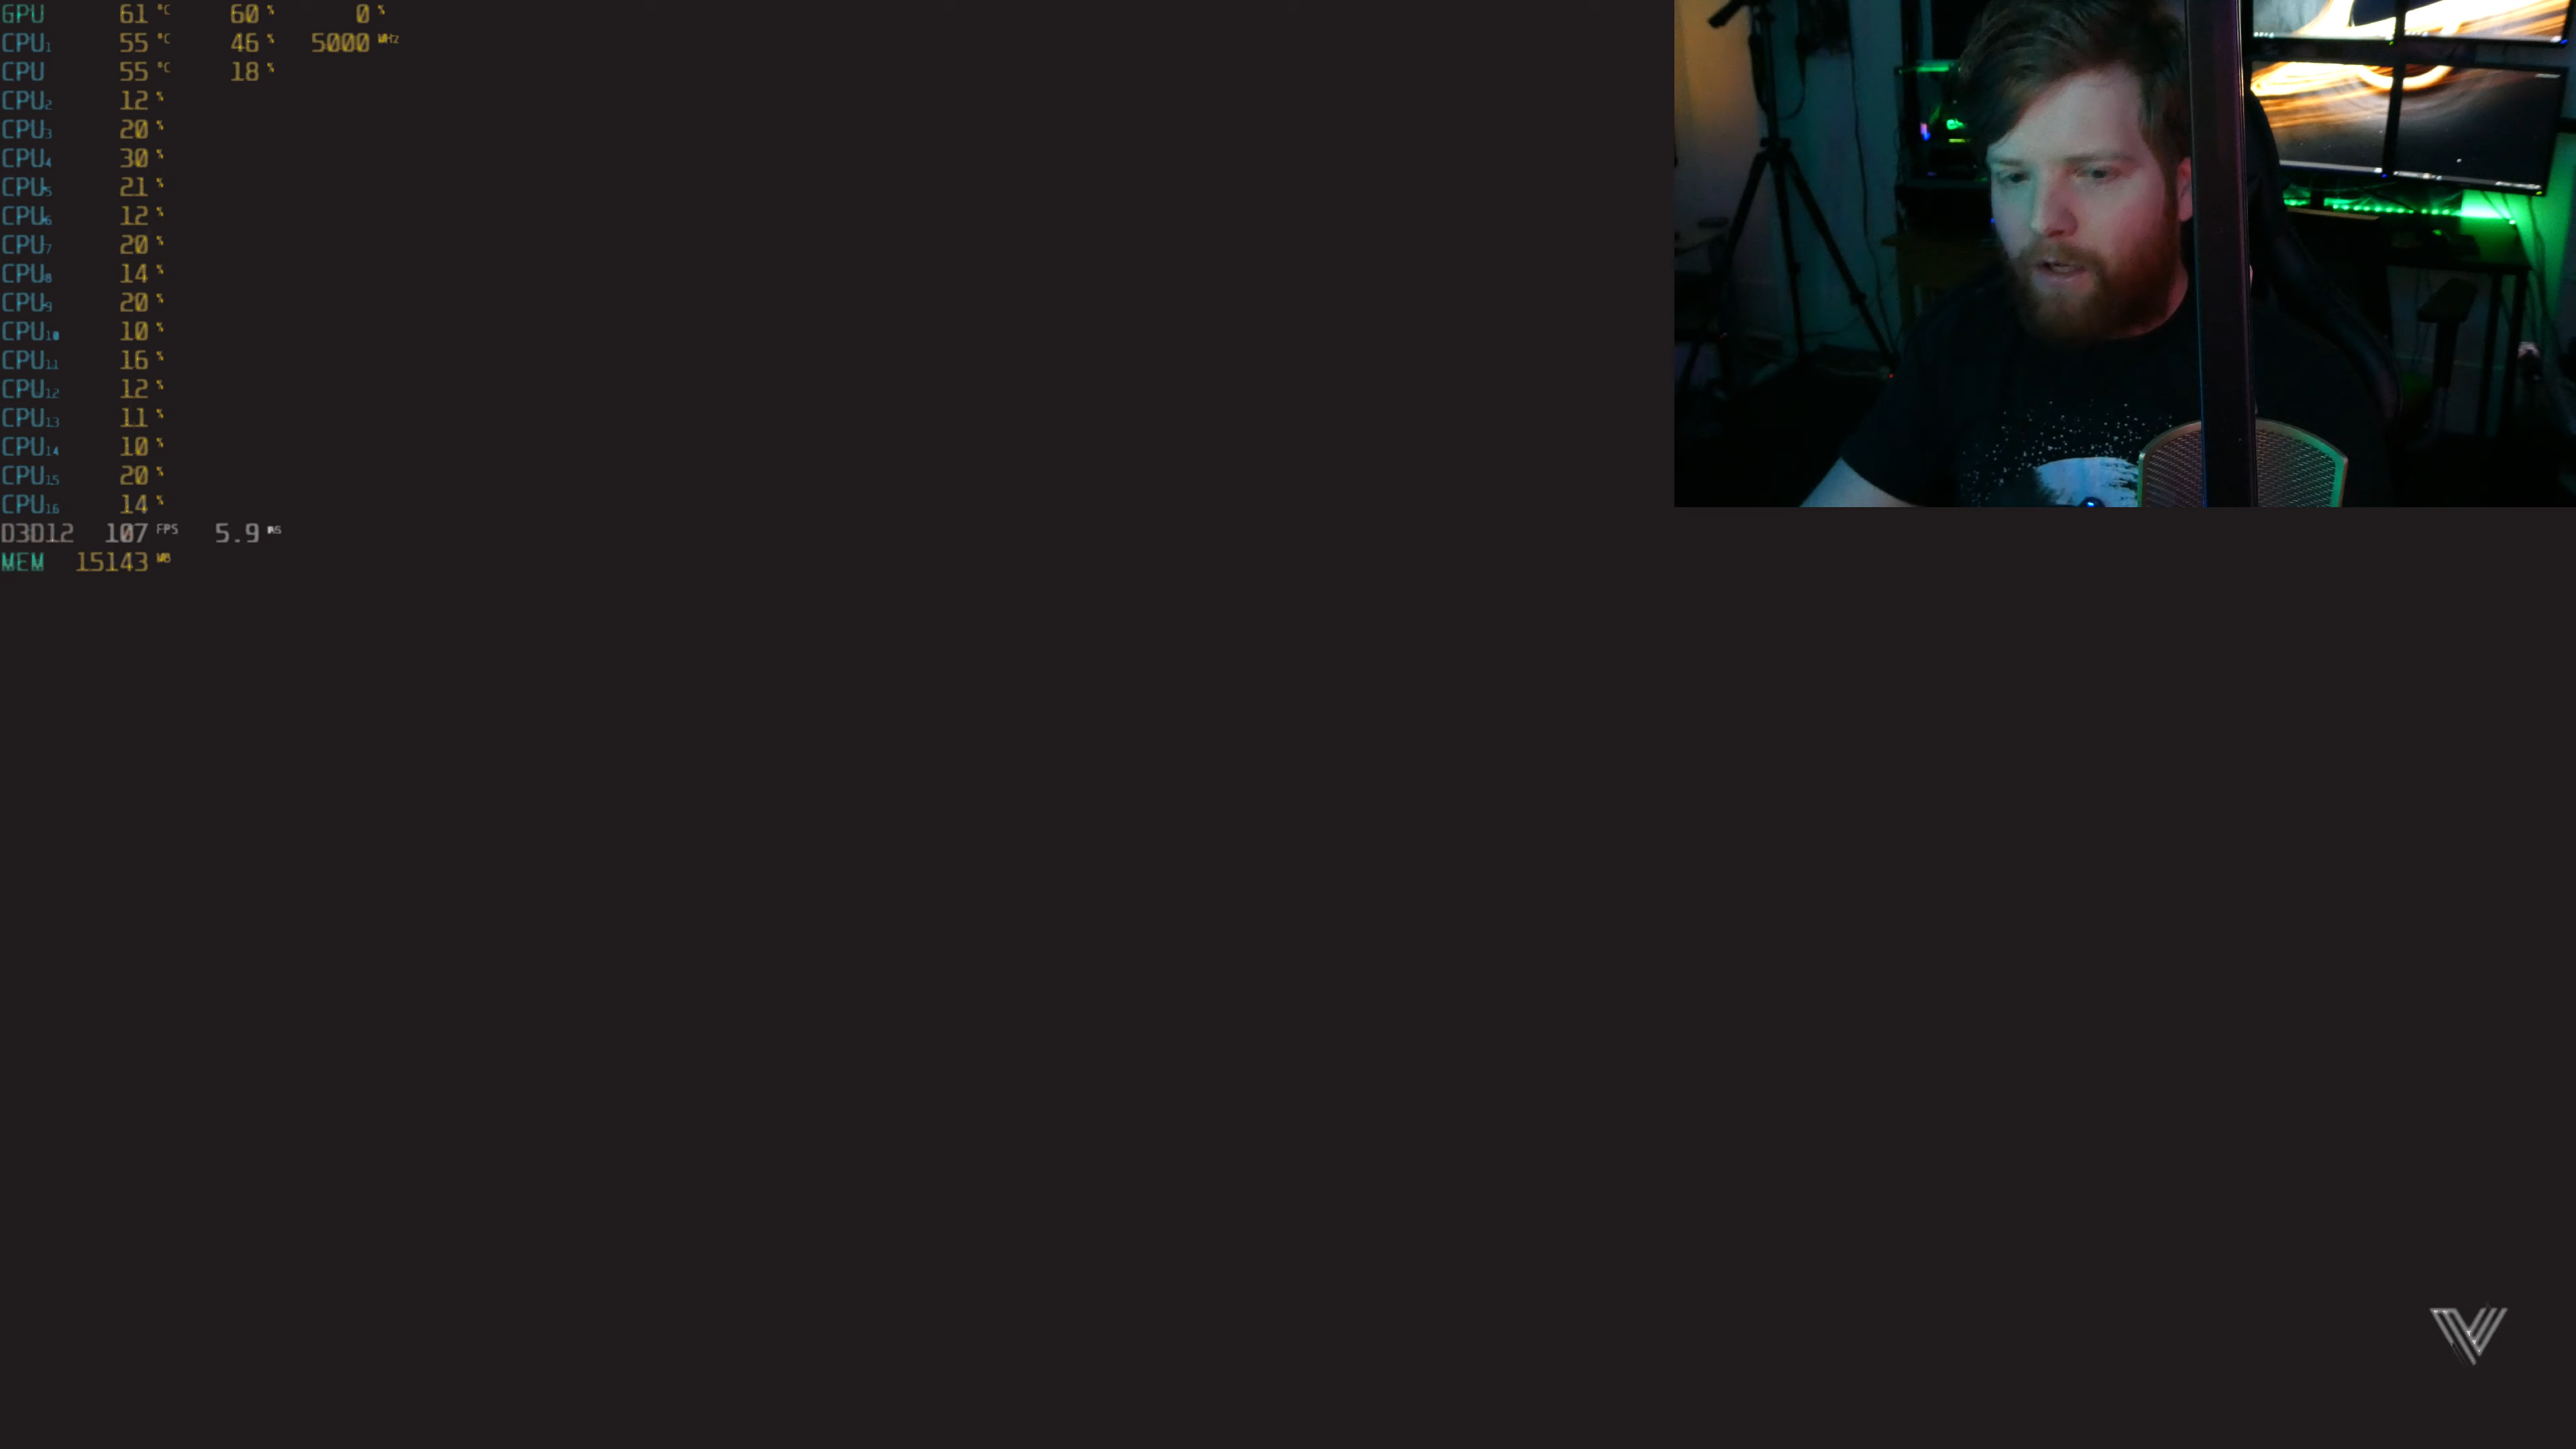 GPU 61 °C 60 % 0 %
CPU1 55 °C 46 % 5000 MHz
CPU 55 °C 18 %
CPU2 12 %
CPU3 20 %
CPU4 30 %
CPU5 21 %
CPU6 12 %
CPU7 20 %
CPU8 14 %
CPU9 20 %
CPU10 10 %
CPU11 16 %
CPU12 12 %
CPU13 11 %
CPU14 10 %
CPU15 20 %
CPU16 14 %
D3D12 107 FPS 5.9 ms
MEM 15143 MB